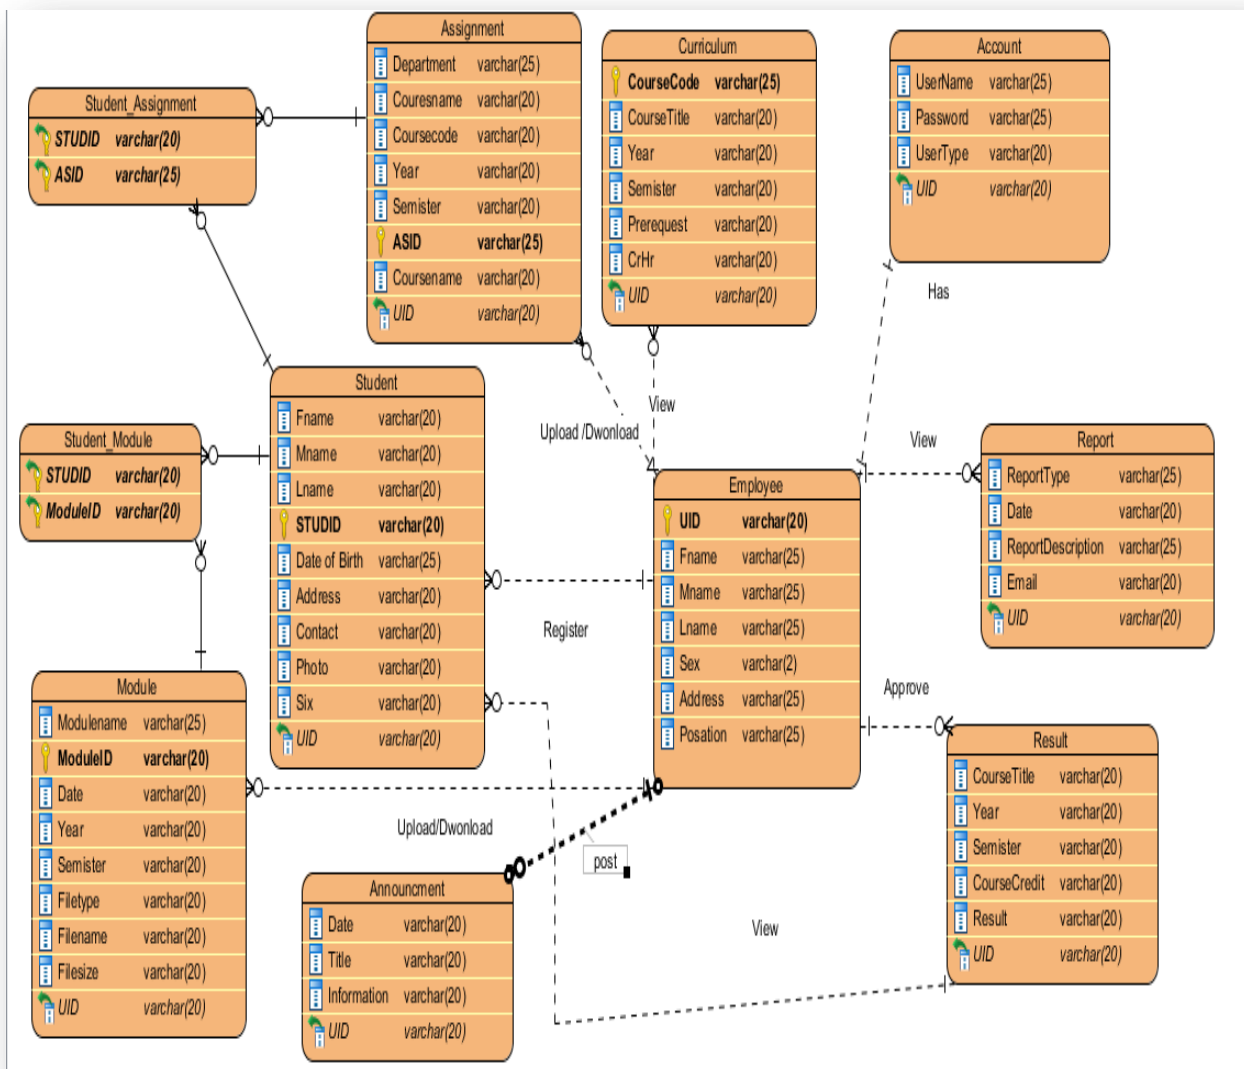 Assignment
Department varchar(25)
Couresname varchar(20)
Coursecode varchar(20)
Year varchar(20)
Semister varchar(20)
ASID varchar(25)
Coursename varchar(20)
UID varchar(20)
Curriculum
CourseCode varchar(25)
CourseTitle varchar(20)
Year varchar(20)
Semister varchar(20)
Prerequest varchar(20)
CrHr varchar(20)
UID varchar(20)
Account
UserName varchar(25)
Password varchar(25)
UserType varchar(20)
UID varchar(20)
Student_Assignment
STUDID varchar(20)
ASID varchar(25)
Has
Student
Fname varchar(20)
Mname varchar(20)
Lname varchar(20)
STUDID varchar(20)
Date of Birth varchar(25)
Address varchar(20)
Contact varchar(20)
Photo varchar(20)
Six varchar(20)
UID varchar(20)
View
Upload /Dwonload
Student_Module
STUDID varchar(20)
ModuleID varchar(20)
View
Report
ReportType varchar(25)
Date varchar(20)
ReportDescription varchar(25)
Email varchar(20)
UID varchar(20)
Employee
UID varchar(20)
Fname varchar(25)
Mname varchar(25)
Lname varchar(25)
Sex varchar(2)
Address varchar(25)
Posation varchar(25)
Register
Approve
Module
Modulename varchar(25)
ModuleID varchar(20)
Date varchar(20)
Year varchar(20)
Semister varchar(20)
Filetype varchar(20)
Filename varchar(20)
Filesize varchar(20)
UID varchar(20)
Result
CourseTitle varchar(20)
Year varchar(20)
Semister varchar(20)
CourseCredit varchar(20)
Result varchar(20)
UID varchar(20)
Upload/Dwonload
post
Announcment
Date varchar(20)
Title varchar(20)
Information varchar(20)
UID varchar(20)
View